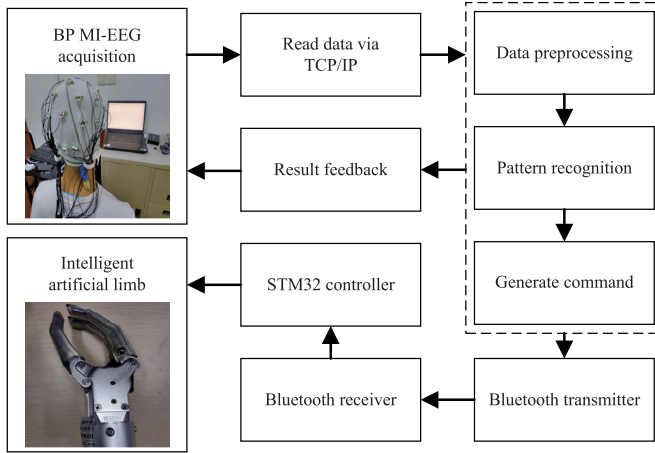 BP MI-EEG
acquisition
Read data via
TCP/IP
Data preprocessing
Result feedback
Pattern recognition
Intelligent
artificial limb
STM32 controller
Generate command
Bluetooth receiver
Bluetooth transmitter